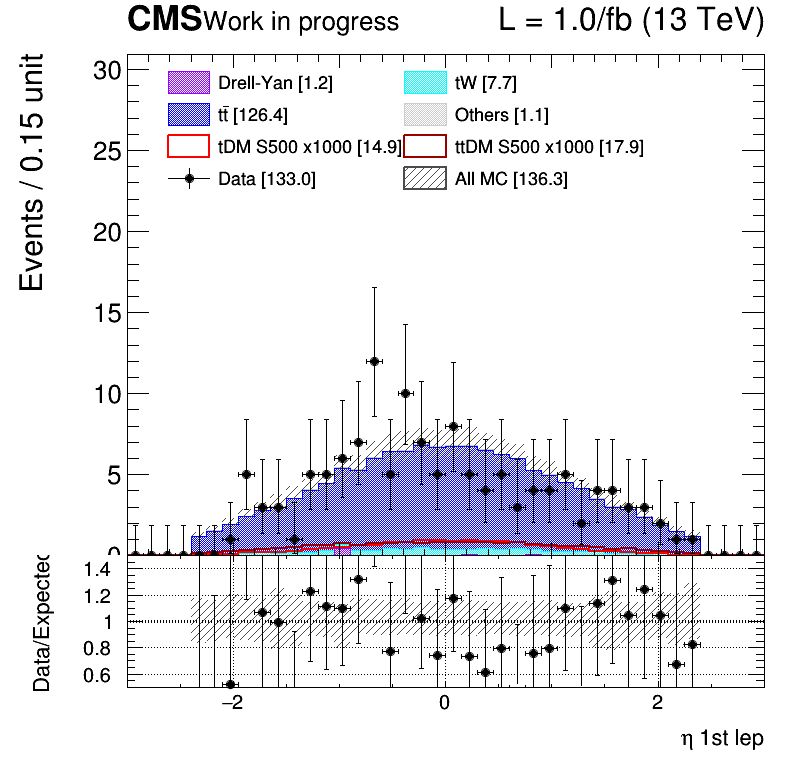 CMS Work in progress L = 1.0/fb (13 TeV)
Events / 0.15 unit
30
25
20
15
10
5
0
Drell-Yan [1.2]
tW [7.7]
tt̄ [126.4]
Others [1.1]
tDM S500 x1000 [14.9]
ttDM S500 x1000 [17.9]
Data [133.0]
All MC [136.3]
Data/Expected
1.4
1.2
1
0.8
0.6
−2 0 2
η 1st lep